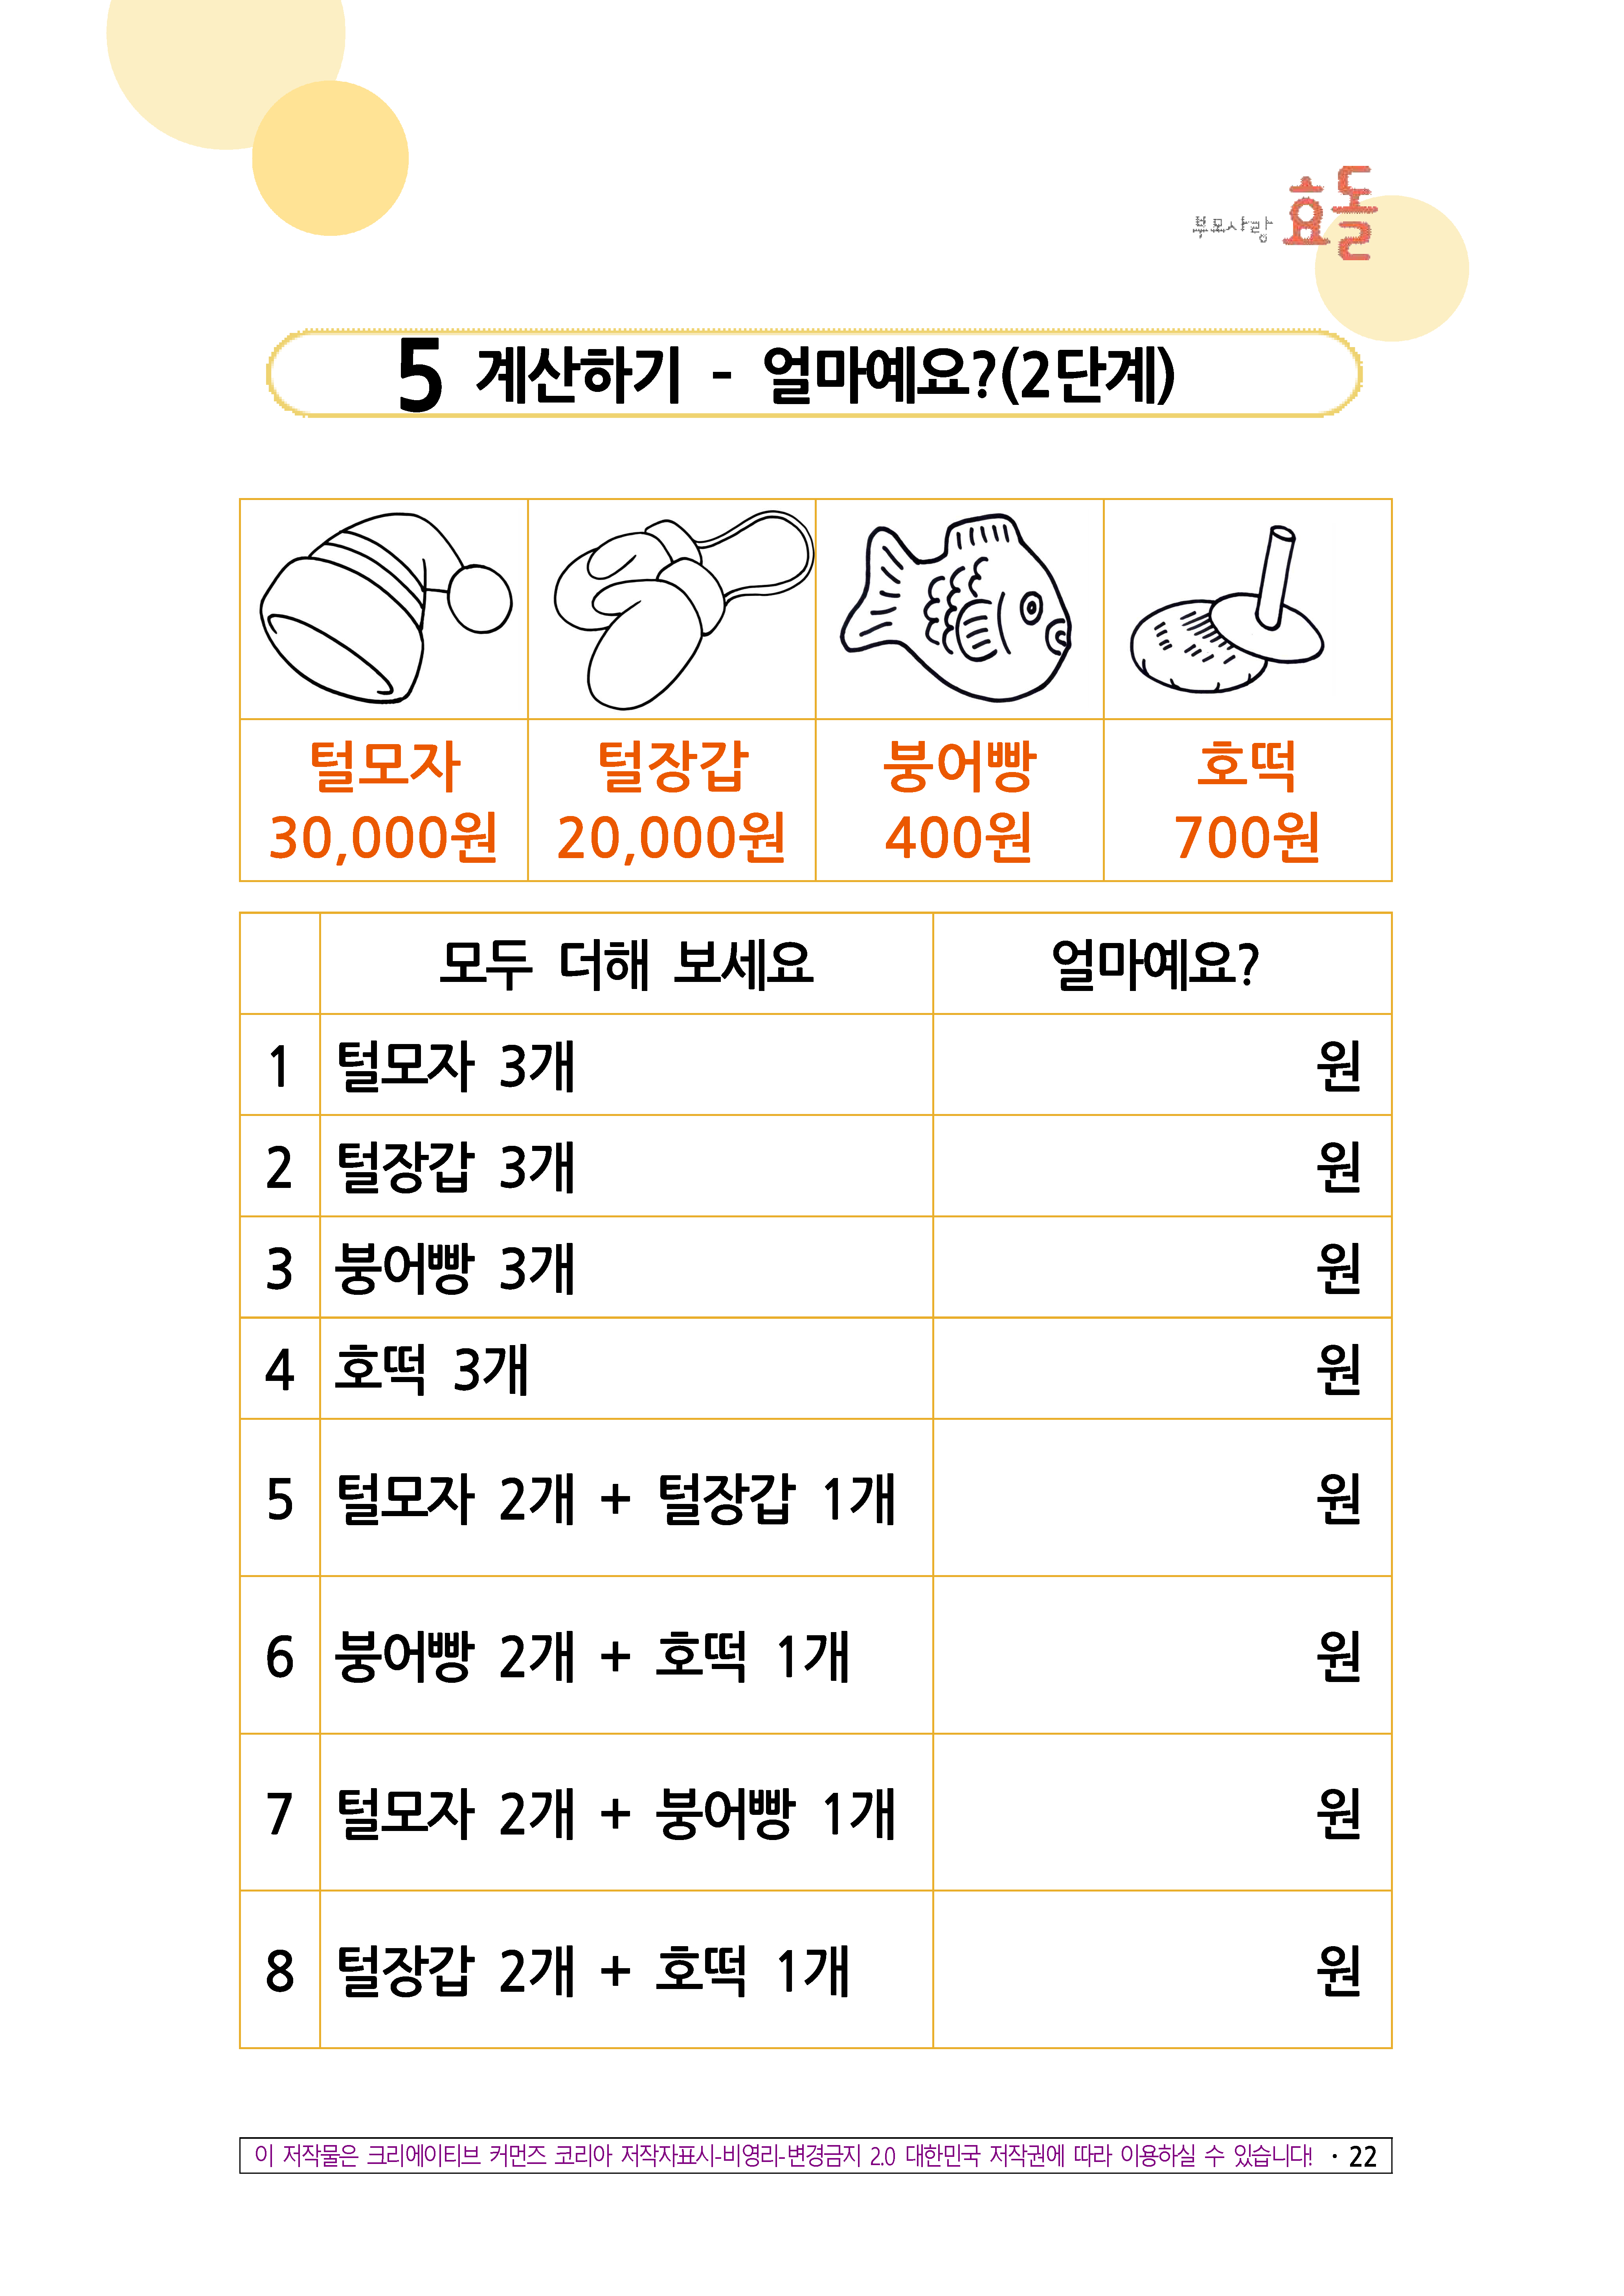 부모사랑 효돌
5 계산하기 - 얼마예요?(2단계)
털모자 털장갑 붕어빵 호떡
30,000원 20,000원 400원 700원
모두 더해 보세요 얼마예요?
1 털모자 3개 원
2 털장갑 3개 원
3 붕어빵 3개 원
4 호떡 3개 원
5 털모자 2개 + 털장갑 1개 원
6 붕어빵 2개 + 호떡 1개 원
7 털모자 2개 + 붕어빵 1개 원
8 털장갑 2개 + 호떡 1개 원
이 저작물은 크리에이티브 커먼즈 코리아 저작자표시-비영리-변경금지 2.0 대한민국 저작권에 따라 이용하실 수 있습니다! · 22